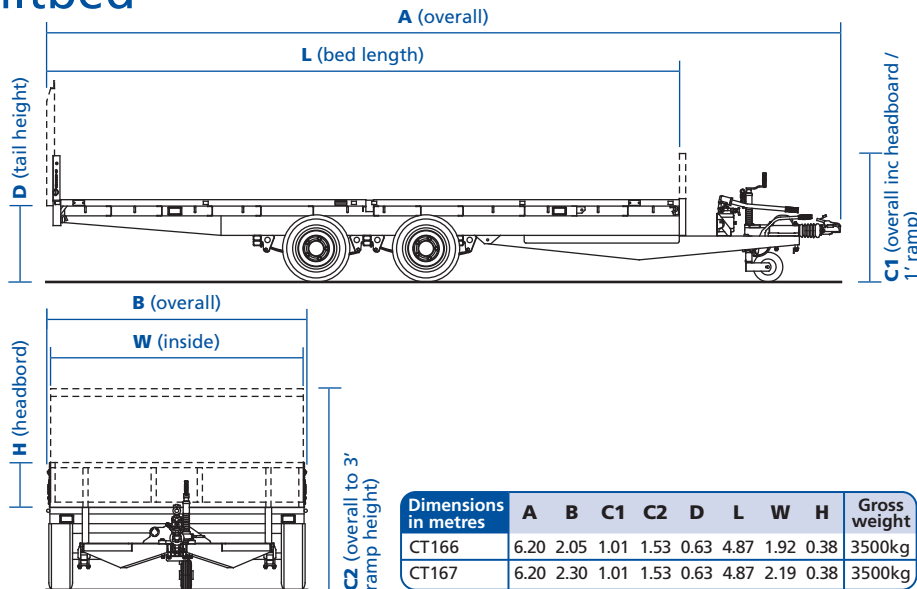 A (overall)
L (bed length)
D (tail height)
C1 (overall inc headboard /
1’ ramp)
B (overall)
W (inside)
H (headbord)
C2 (overall to 3’
ramp height)
Dimensions in metres A B C1 C2 D L W H Gross weight
CT166 6.20 2.05 1.01 1.53 0.63 4.87 1.92 0.38 3500kg
CT167 6.20 2.30 1.01 1.53 0.63 4.87 2.19 0.38 3500kg